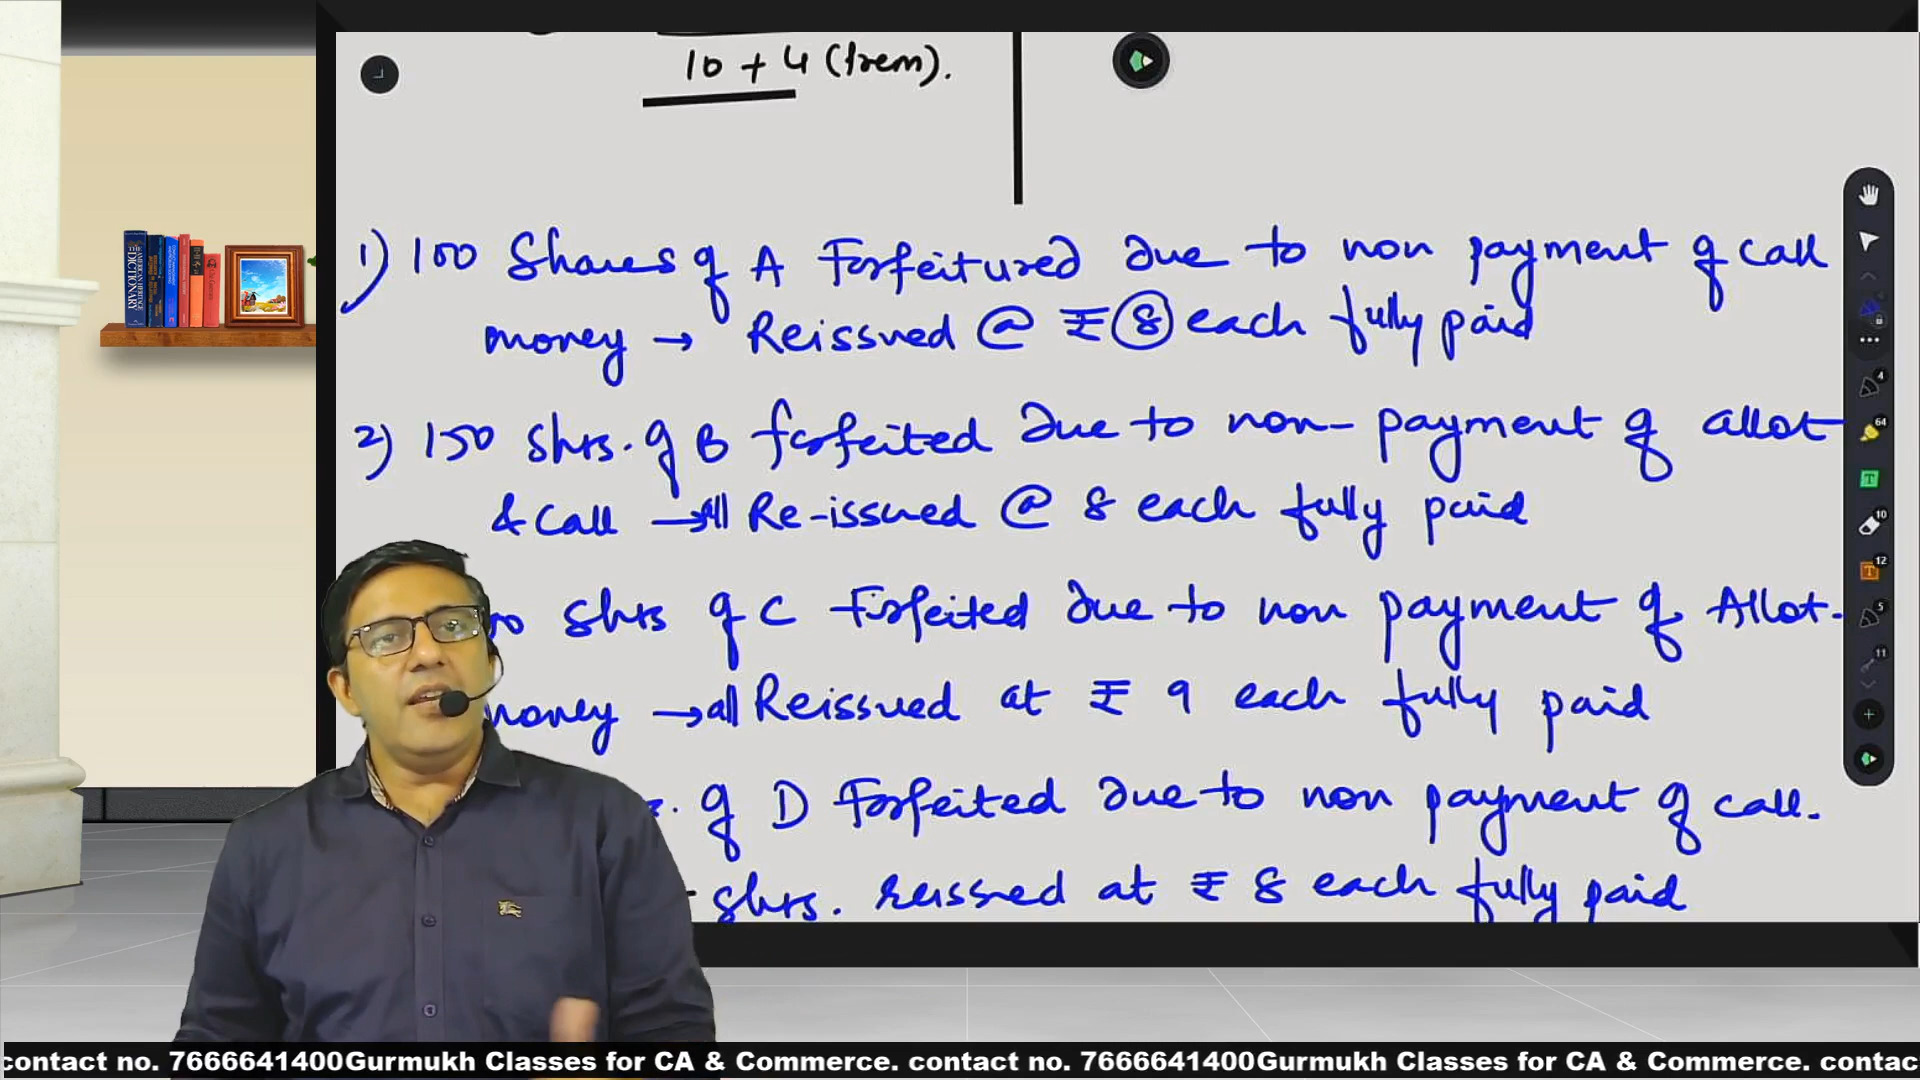 10 + 4 (Prem).
1) 100 Shares of A Forfeitured due to non payment of call
money → Reissued @ ₹ 8 each fully paid
2) 150 shrs. of B forfeited due to non-payment of allot
& call → all Re-issued @ 8 each fully paid
shrs of C Forfeited due to non payment of Allot.
money → all Reissued at ₹ 9 each fully paid
of D Forfeited due to non payment of call.
shrs. reissued at ₹ 8 each fully paid
THE DICTIONARY
contact no. 7666641400Gurmukh Classes for CA & Commerce. contact no. 7666641400Gurmukh Classes for CA & Commerce. contac